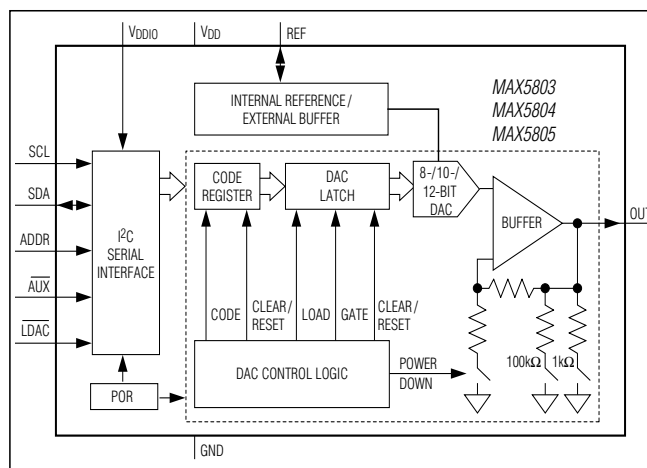 VDDIO
VDD
REF
INTERNAL REFERENCE/
EXTERNAL BUFFER
MAX5803
MAX5804
MAX5805
SCL
SDA
ADDR
AUX
LDAC
I2C
SERIAL
INTERFACE
CODE
REGISTER
DAC
LATCH
8-/10-/
12-BIT
DAC
BUFFER
OUT
CODE
CLEAR/
RESET
LOAD
GATE
CLEAR/
RESET
100kΩ
1kΩ
DAC CONTROL LOGIC
POWER
DOWN
POR
GND